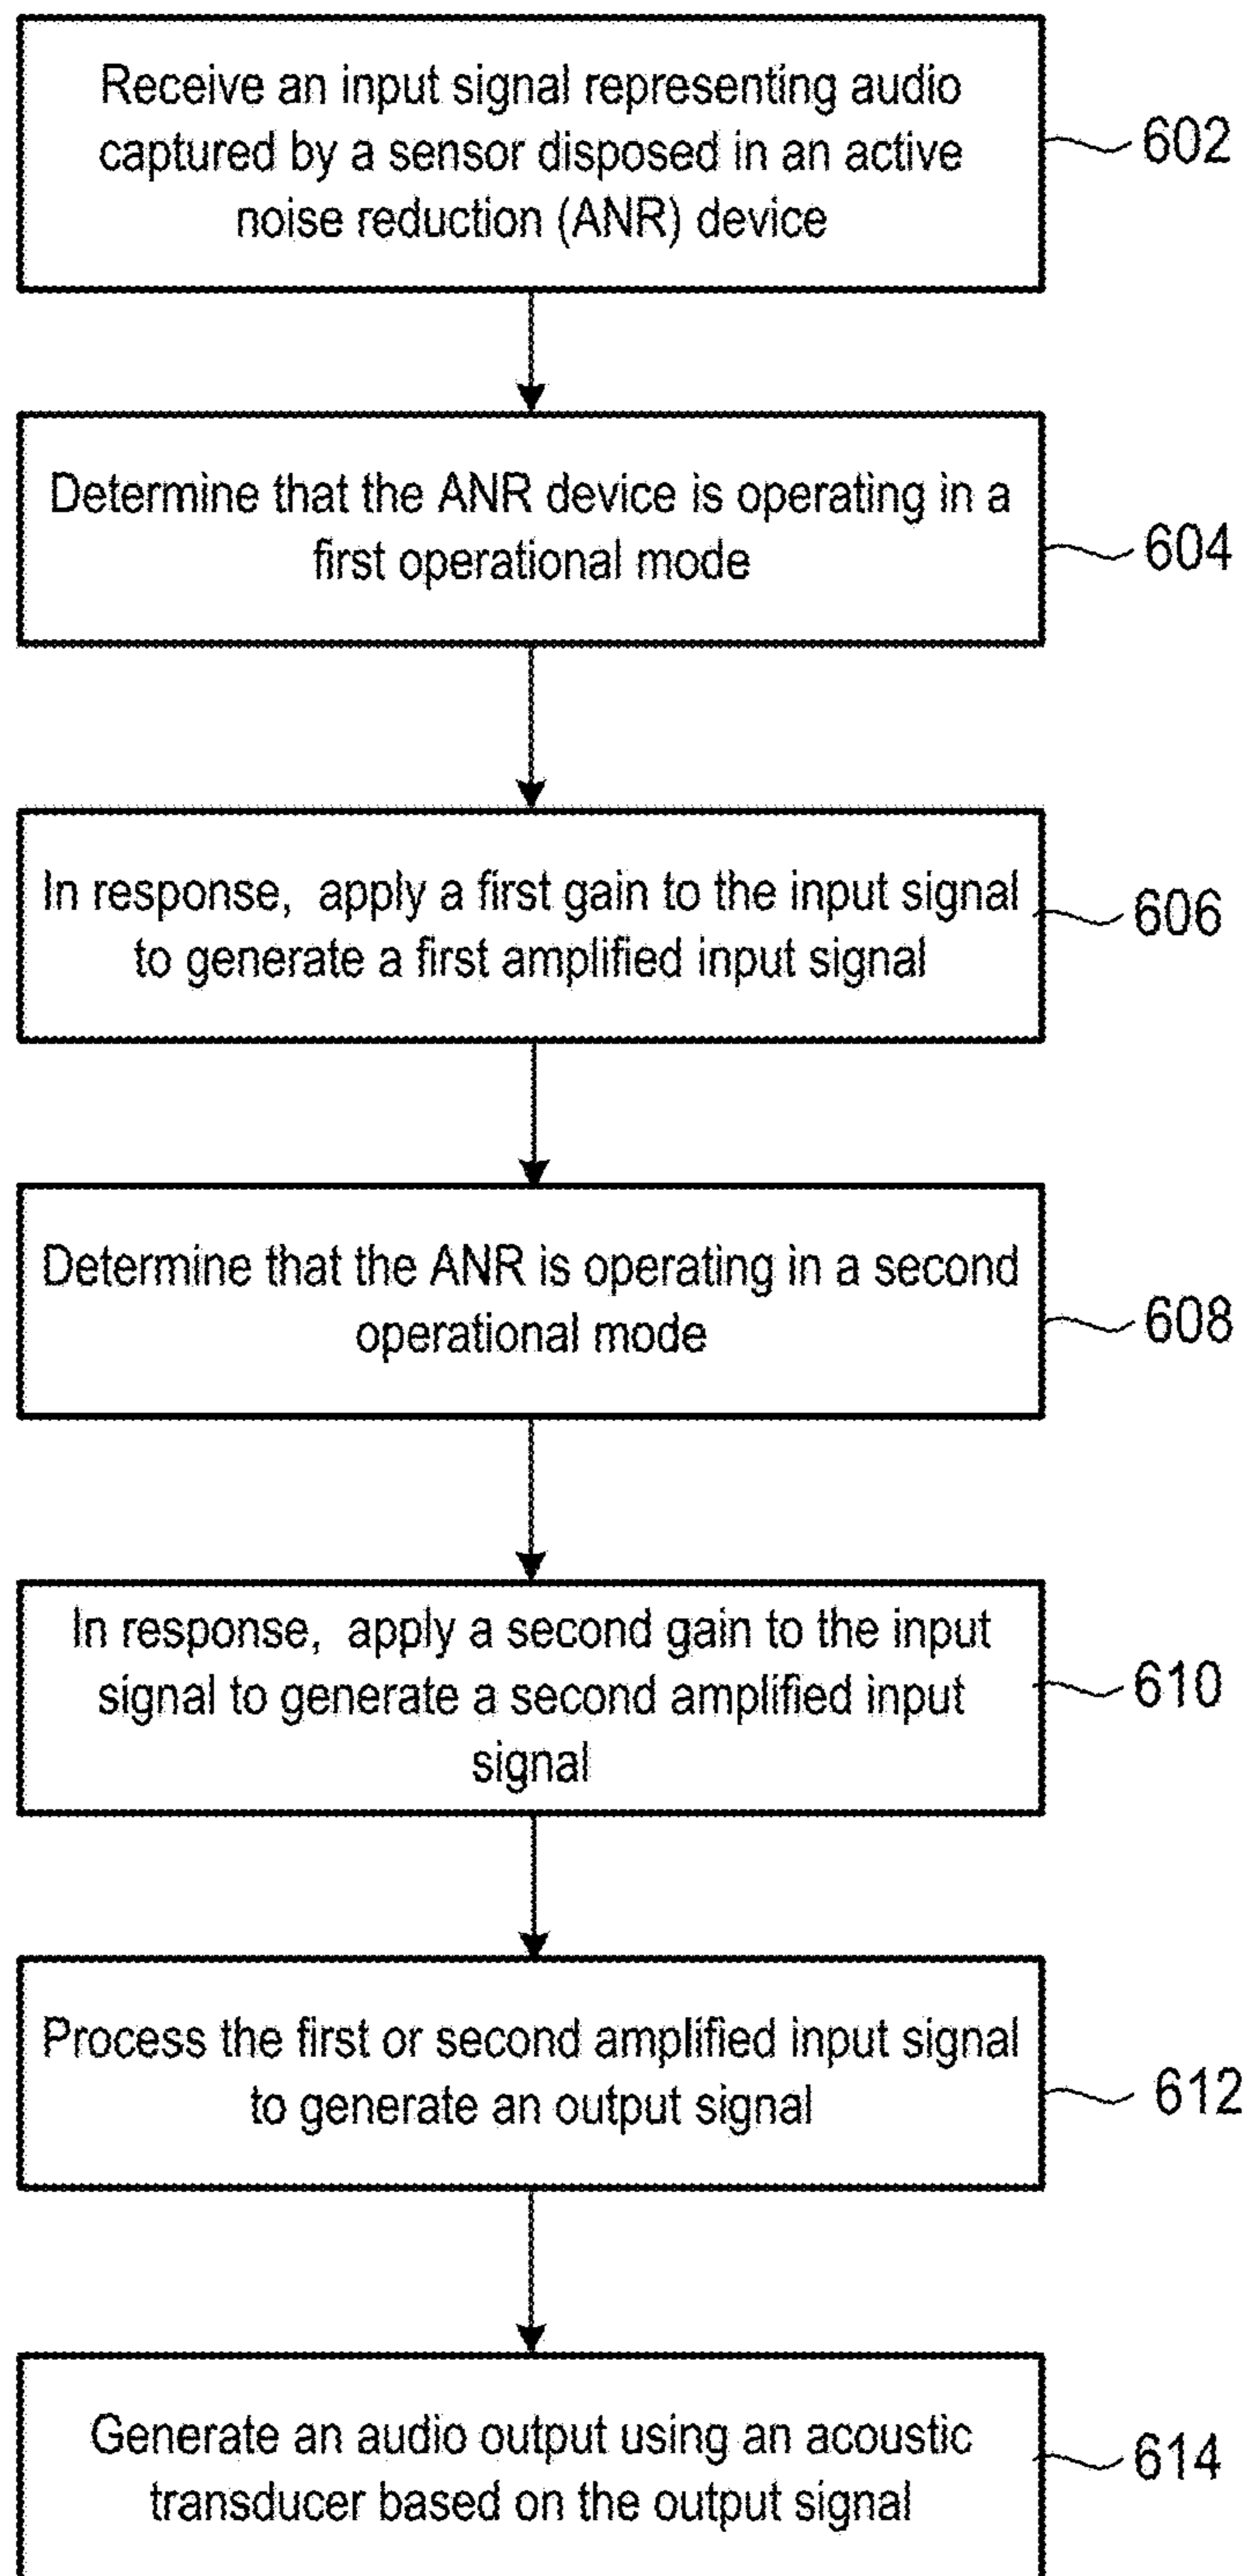 Receive an input signal representing audio
captured by a sensor disposed in an active
noise reduction (ANR) device
602
Determine that the ANR device is operating in a
first operational mode
604
In response, apply a first gain to the input signal
to generate a first amplified input signal
606
Determine that the ANR is operating in a second
operational mode
608
In response, apply a second gain to the input
signal to generate a second amplified input
signal
610
Process the first or second amplified input signal
to generate an output signal
612
Generate an audio output using an acoustic
transducer based on the output signal
614